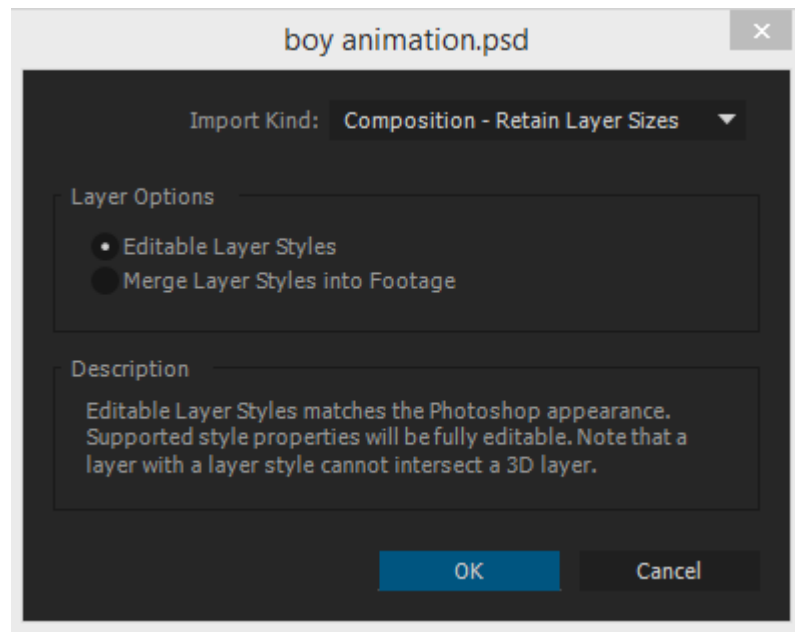 boy animation.psd
Import Kind: Composition - Retain Layer Sizes
Layer Options
Editable Layer Styles
Merge Layer Styles into Footage
Description
Editable Layer Styles matches the Photoshop appearance.
Supported style properties will be fully editable. Note that a
layer with a layer style cannot intersect a 3D layer.
OK Cancel